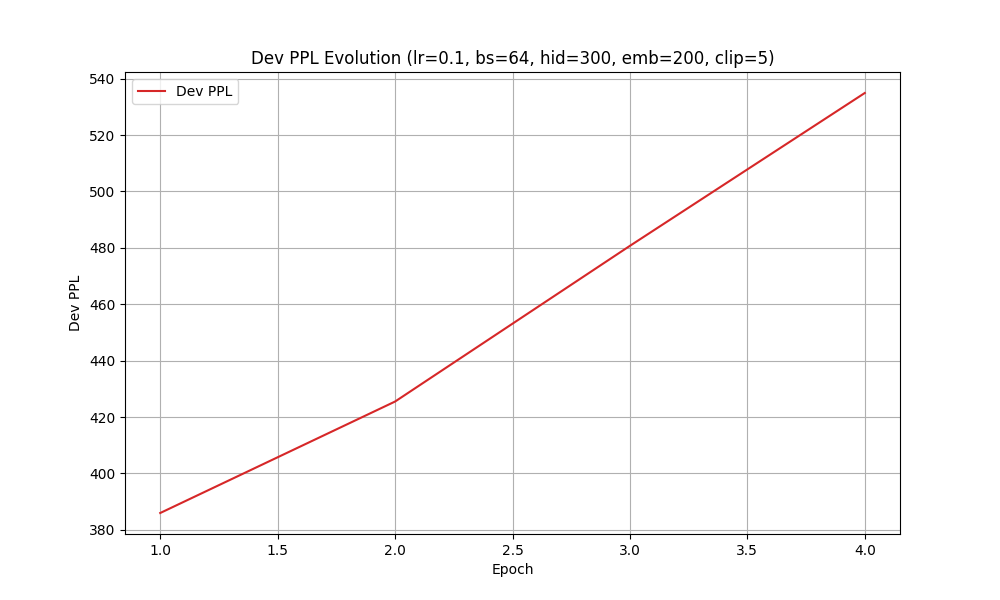 Dev PPL Evolution (lr=0.1, bs=64, hid=300, emb=200, clip=5)
Dev PPL
540
520
500
480
460
440
420
400
380
Dev PPL
1.0 1.5 2.0 2.5 3.0 3.5 4.0
Epoch